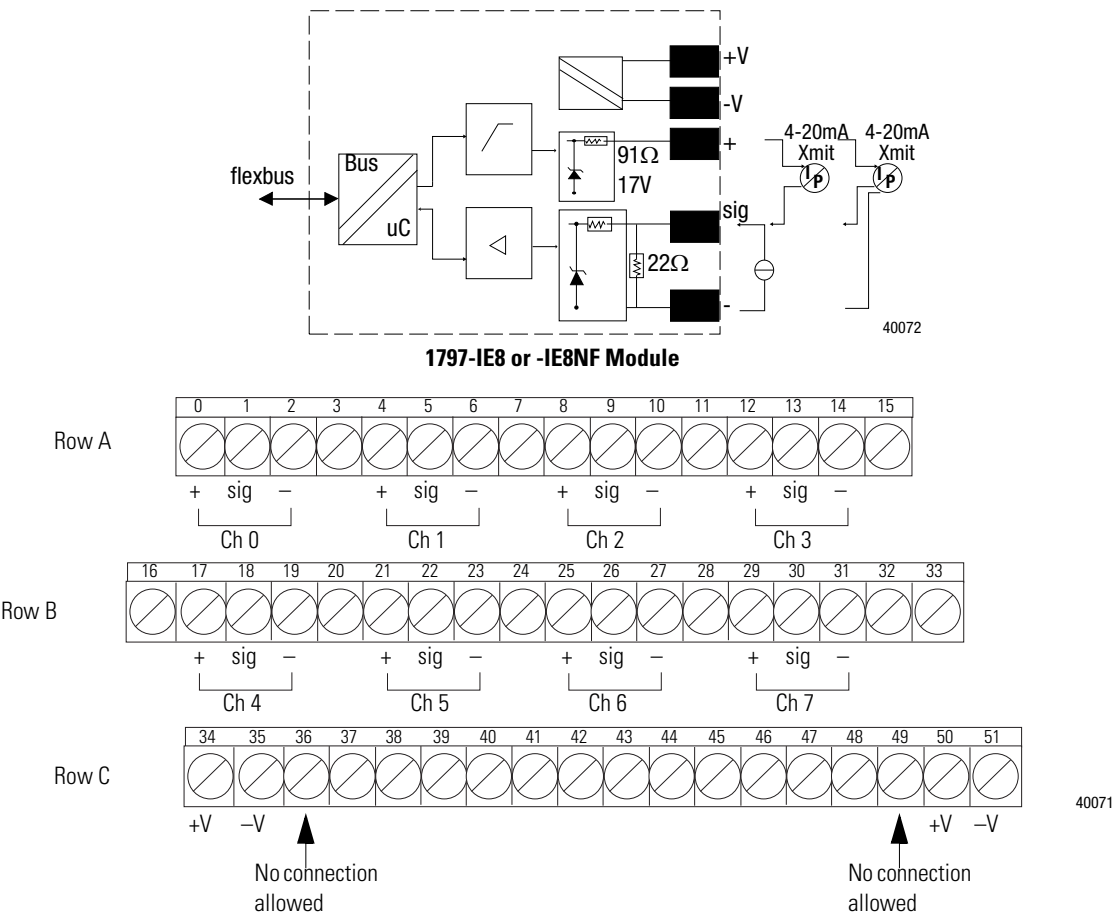 +V
-V
4-20mA 4-20mA
Xmit Xmit
+
91Ω
17V
I P I P
Bus
uC
flexbus
sig
22Ω
-
40072
1797-IE8 or -IE8NF Module
0 1 2 3 4 5 6 7 8 9 10 11 12 13 14 15
Row A
+ sig – + sig – + sig – + sig –
Ch 0 Ch 1 Ch 2 Ch 3
16 17 18 19 20 21 22 23 24 25 26 27 28 29 30 31 32 33
Row B
+ sig – + sig – + sig – + sig –
Ch 4 Ch 5 Ch 6 Ch 7
34 35 36 37 38 39 40 41 42 43 44 45 46 47 48 49 50 51
Row C
40071
+V –V +V –V
No connection
allowed
No connection
allowed